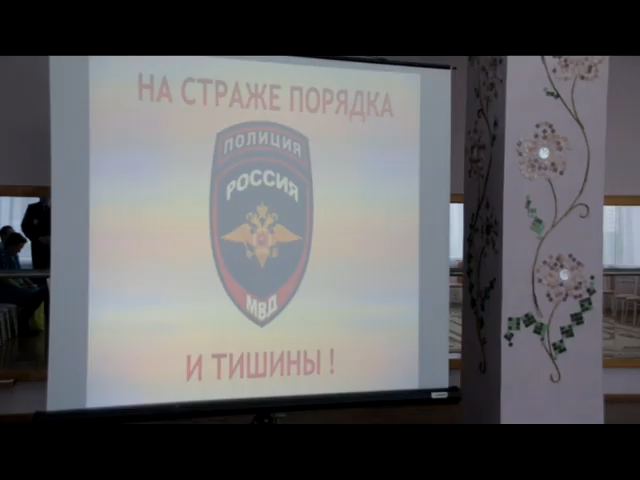 НА СТРАЖЕ ПОРЯДКА
ПОЛИЦИЯ
РОССИЯ
МВД
И ТИШИНЫ !